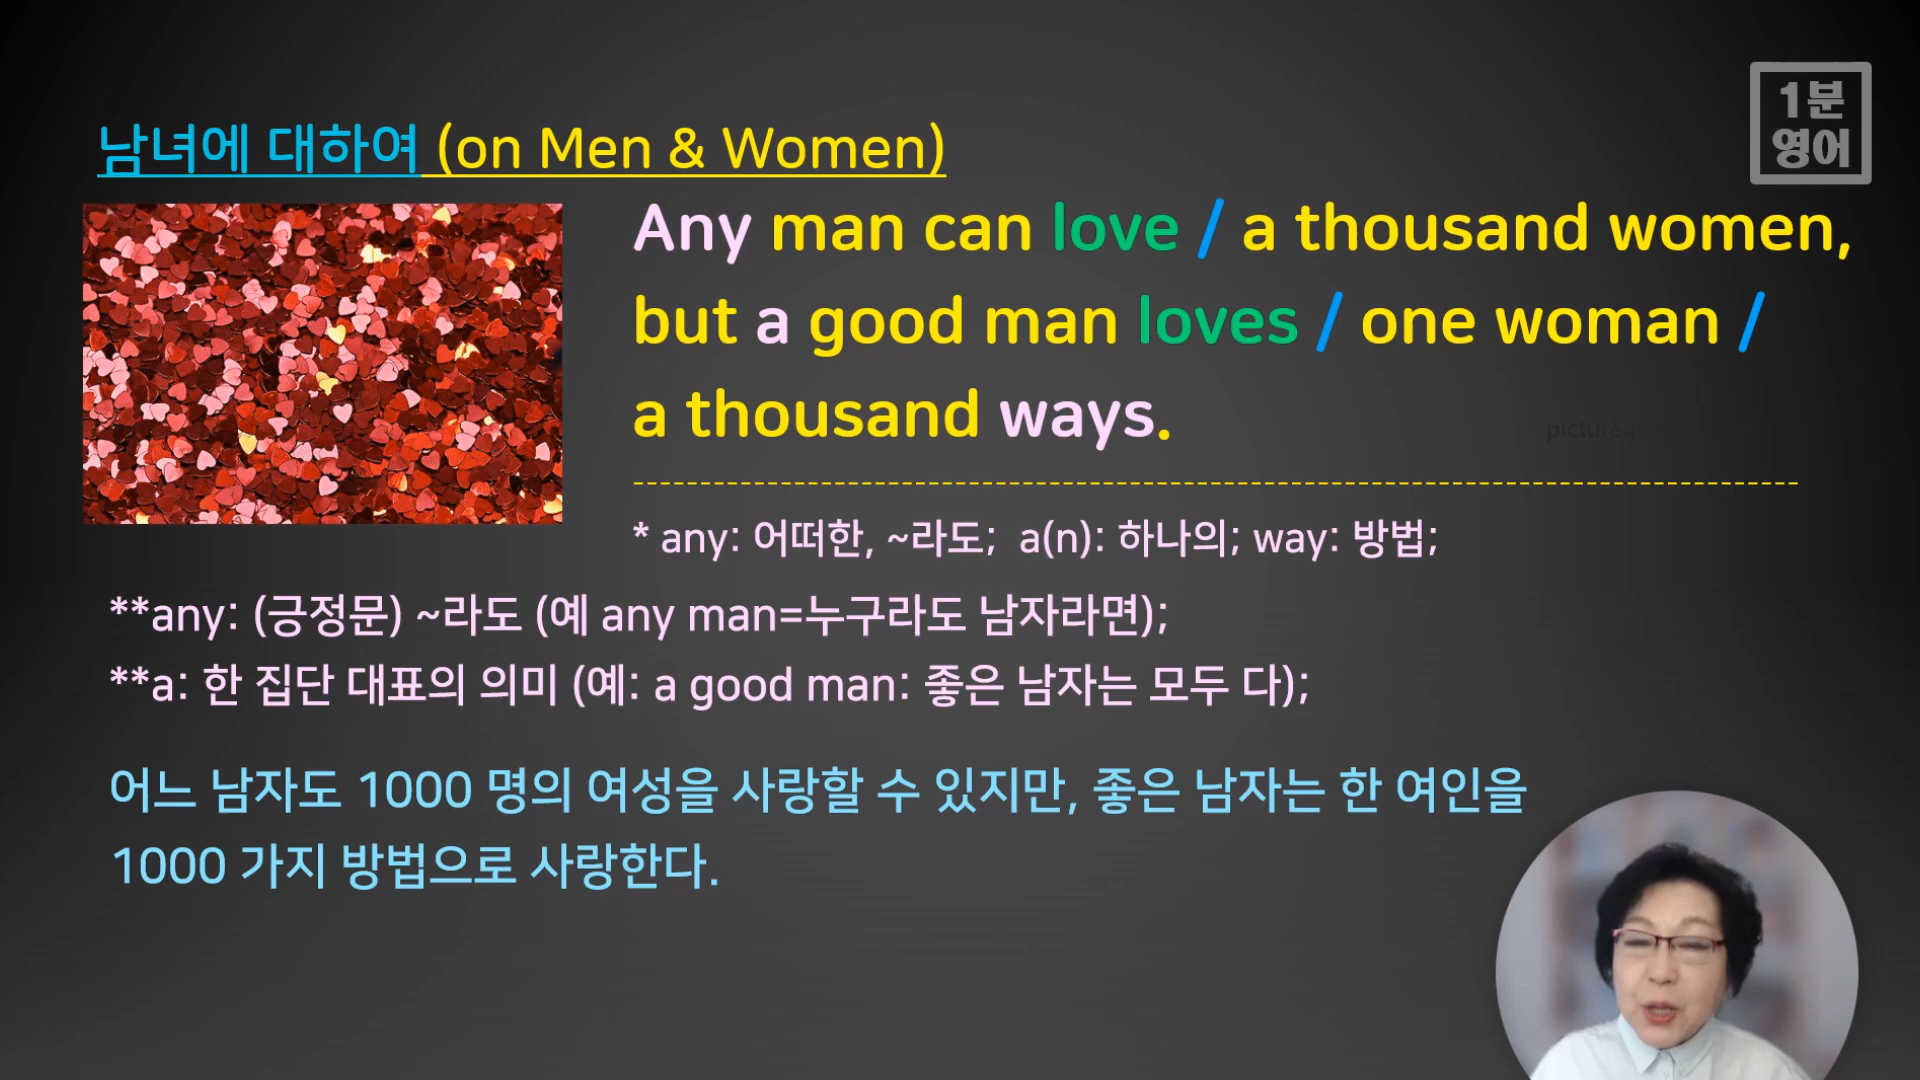 1분
영어
남녀에 대하여 (on Men & Women)
Any man can love / a thousand women,
but a good man loves / one woman /
a thousand ways.
* any: 어떠한, ~라도;  a(n): 하나의; way: 방법;
**any: (긍정문) ~라도 (예 any man=누구라도 남자라면);
**a: 한 집단 대표의 의미 (예: a good man: 좋은 남자는 모두 다);
어느 남자도 1000 명의 여성을 사랑할 수 있지만, 좋은 남자는 한 여인을
1000 가지 방법으로 사랑한다.